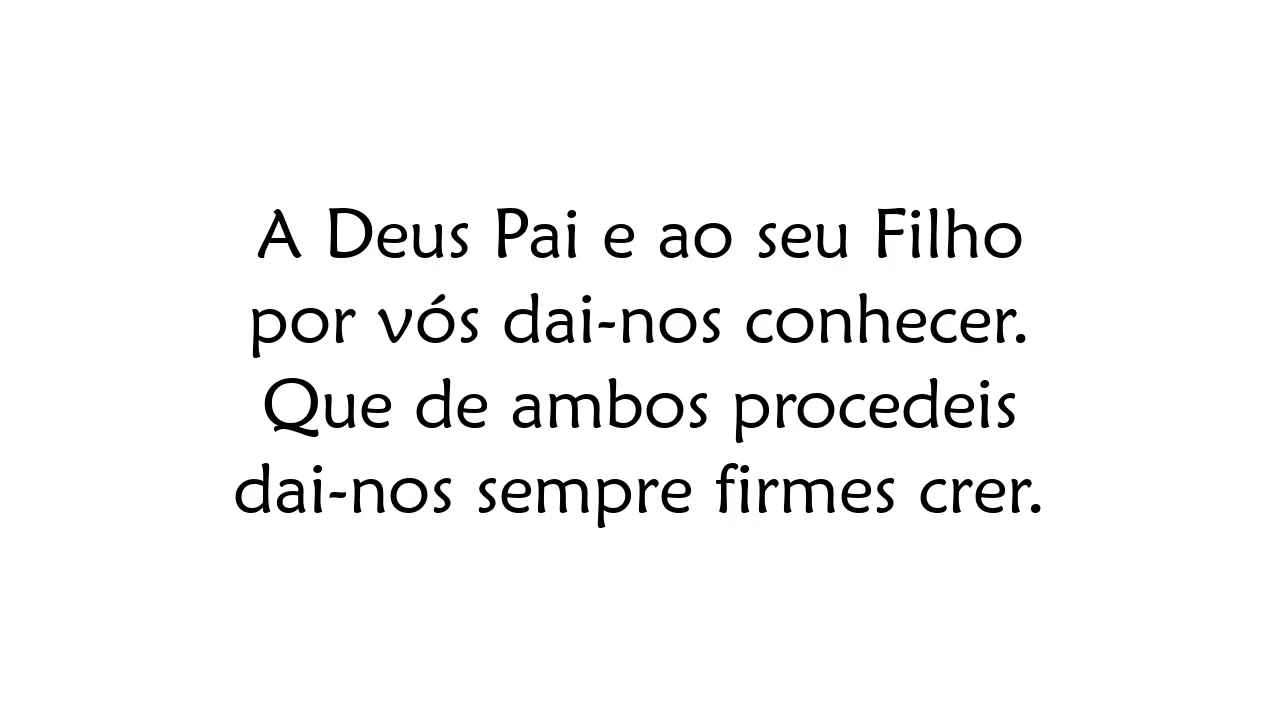 A Deus Pai e ao seu Filho
por vós dai-nos conhecer.
Que de ambos procedeis
dai-nos sempre firmes crer.